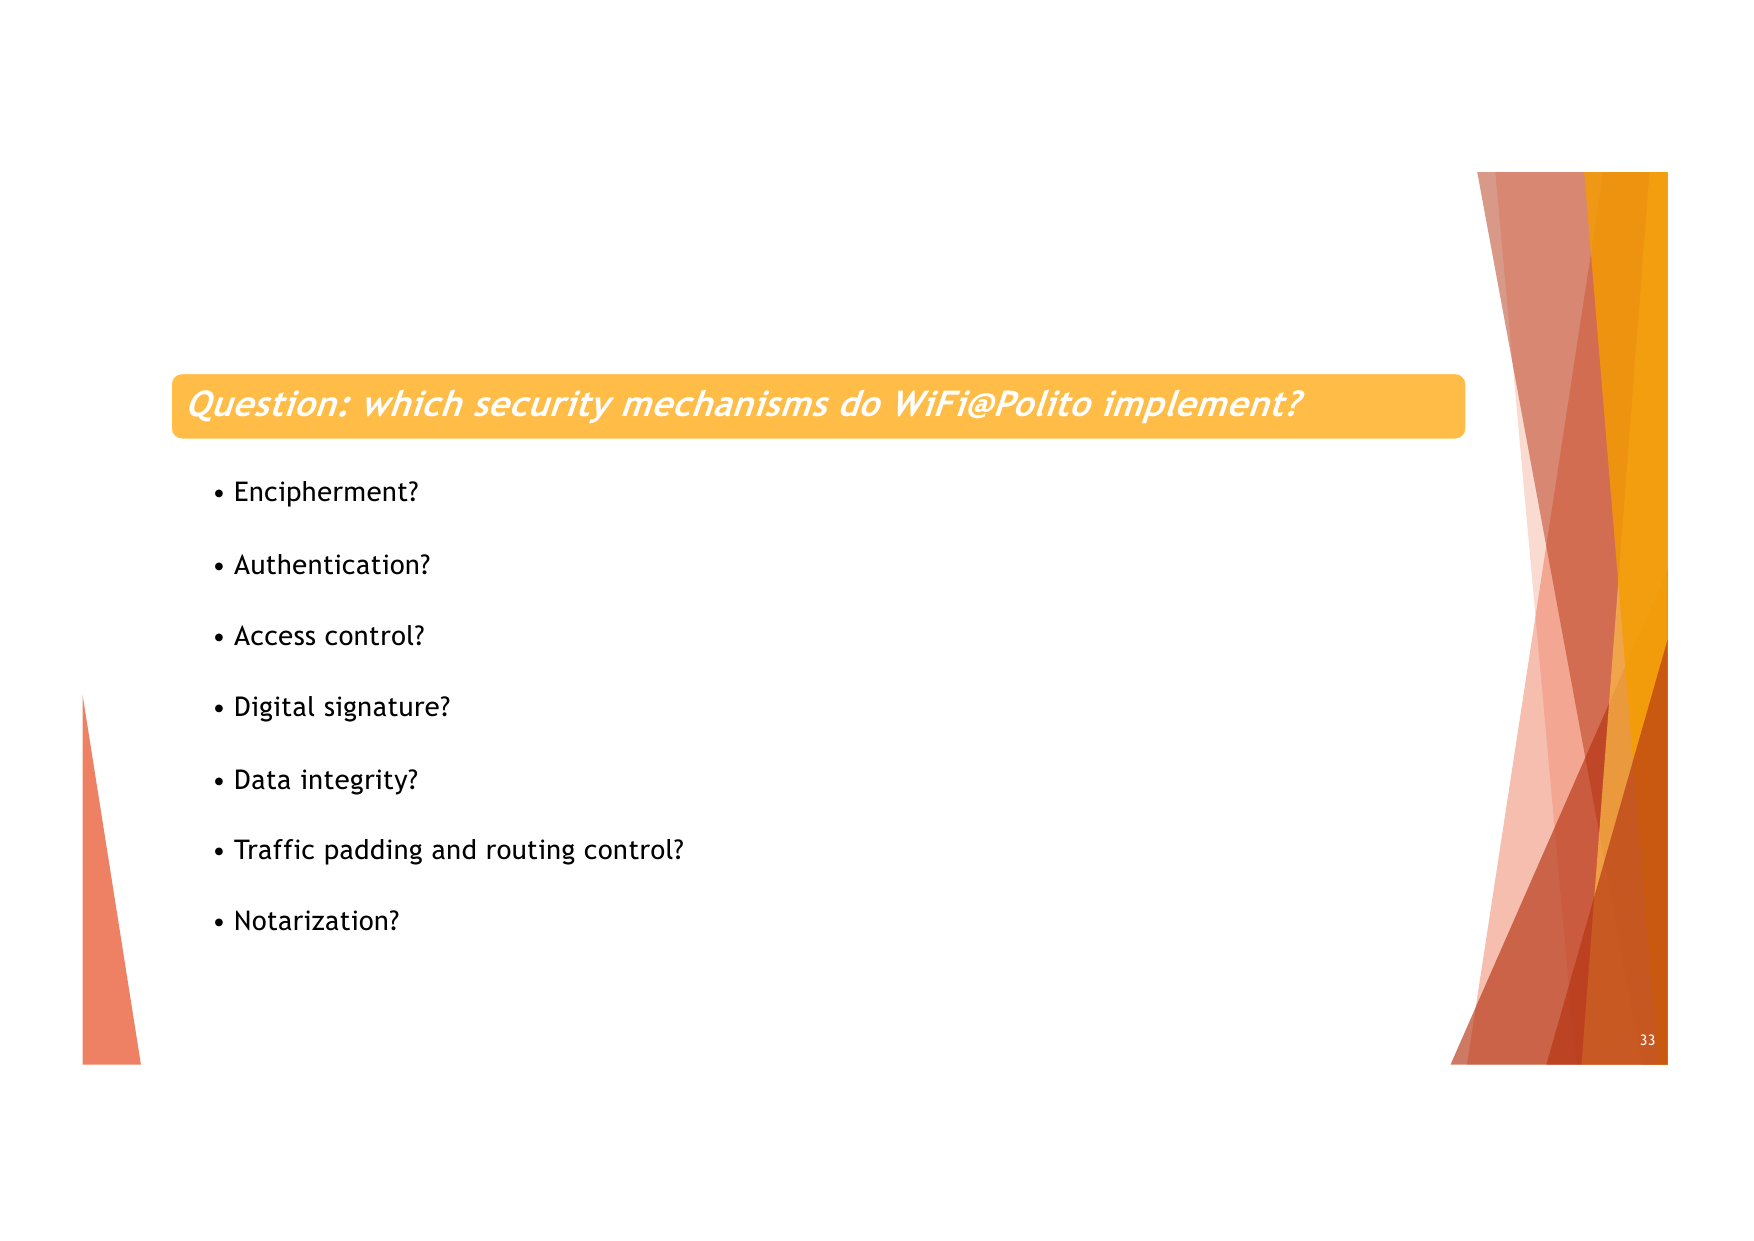 Question: which security mechanisms do WiFi@Polito implement?
• Encipherment?
• Authentication?
• Access control?
• Digital signature?
• Data integrity?
• Traffic padding and routing control?
• Notarization?
33